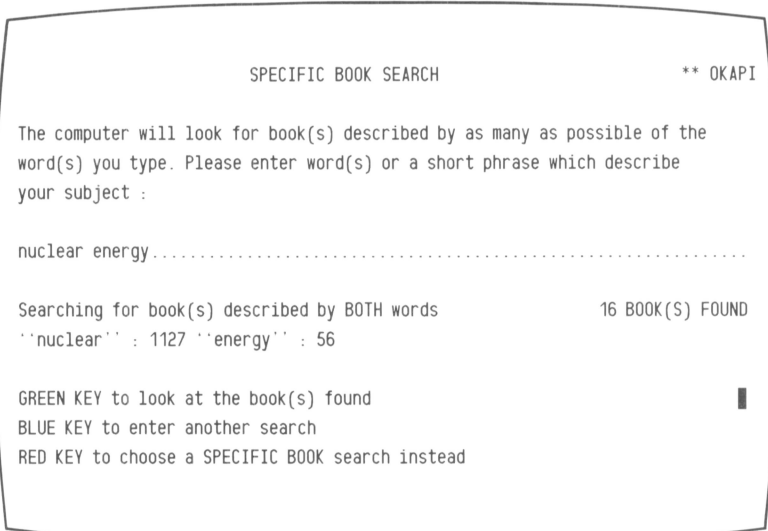 SPECIFIC BOOK SEARCH ** OKAPI
The computer will look for book(s) described by as many as possible of the
word(s) you type. Please enter word(s) or a short phrase which describe
your subject :
nuclear energy...............................................................
Searching for book(s) described by BOTH words 16 BOOK(S) FOUND
``nuclear´´ : 1127 ``energy´´ : 56
GREEN KEY to look at the book(s) found
BLUE KEY to enter another search
RED KEY to choose a SPECIFIC BOOK search instead